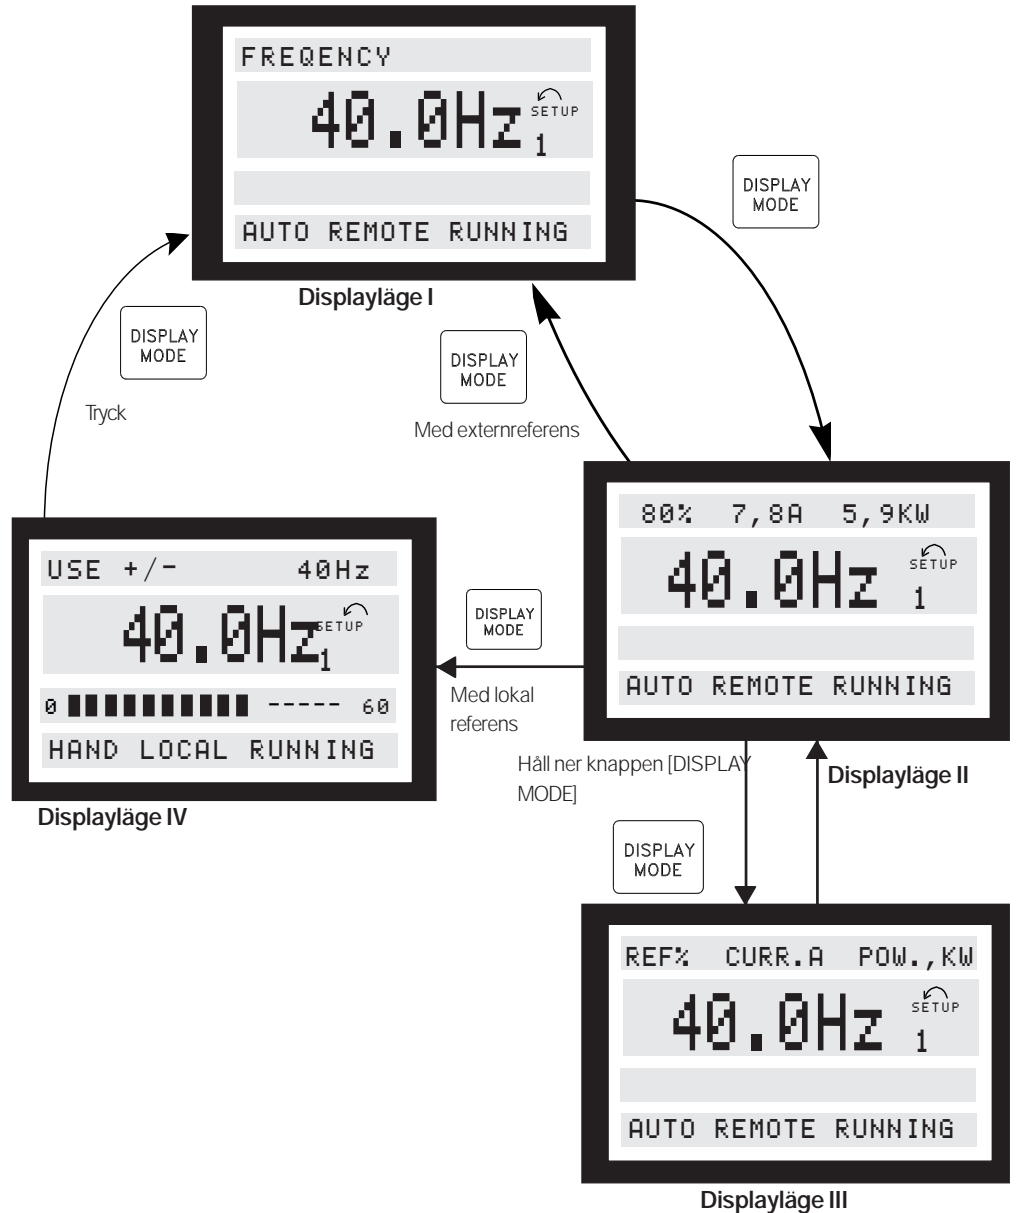 FREQENCY
40.0Hz SETUP
1
AUTO REMOTE RUNNING
Displayläge I
DISPLAY
MODE
DISPLAY
MODE
Tryck
DISPLAY
MODE
Med externreferens
80% 7,8A 5,9KW
40.0Hz SETUP
1
AUTO REMOTE RUNNING
Displayläge II
USE +/- 40Hz
40.0Hz SETUP
1
0 ----- 60
HAND LOCAL RUNNING
Displayläge IV
DISPLAY
MODE
Med lokal
referens
Håll ner knappen [DISPLAY
MODE]
DISPLAY
MODE
REF% CURR.A POW.,KW
40.0Hz SETUP
1
AUTO REMOTE RUNNING
Displayläge III